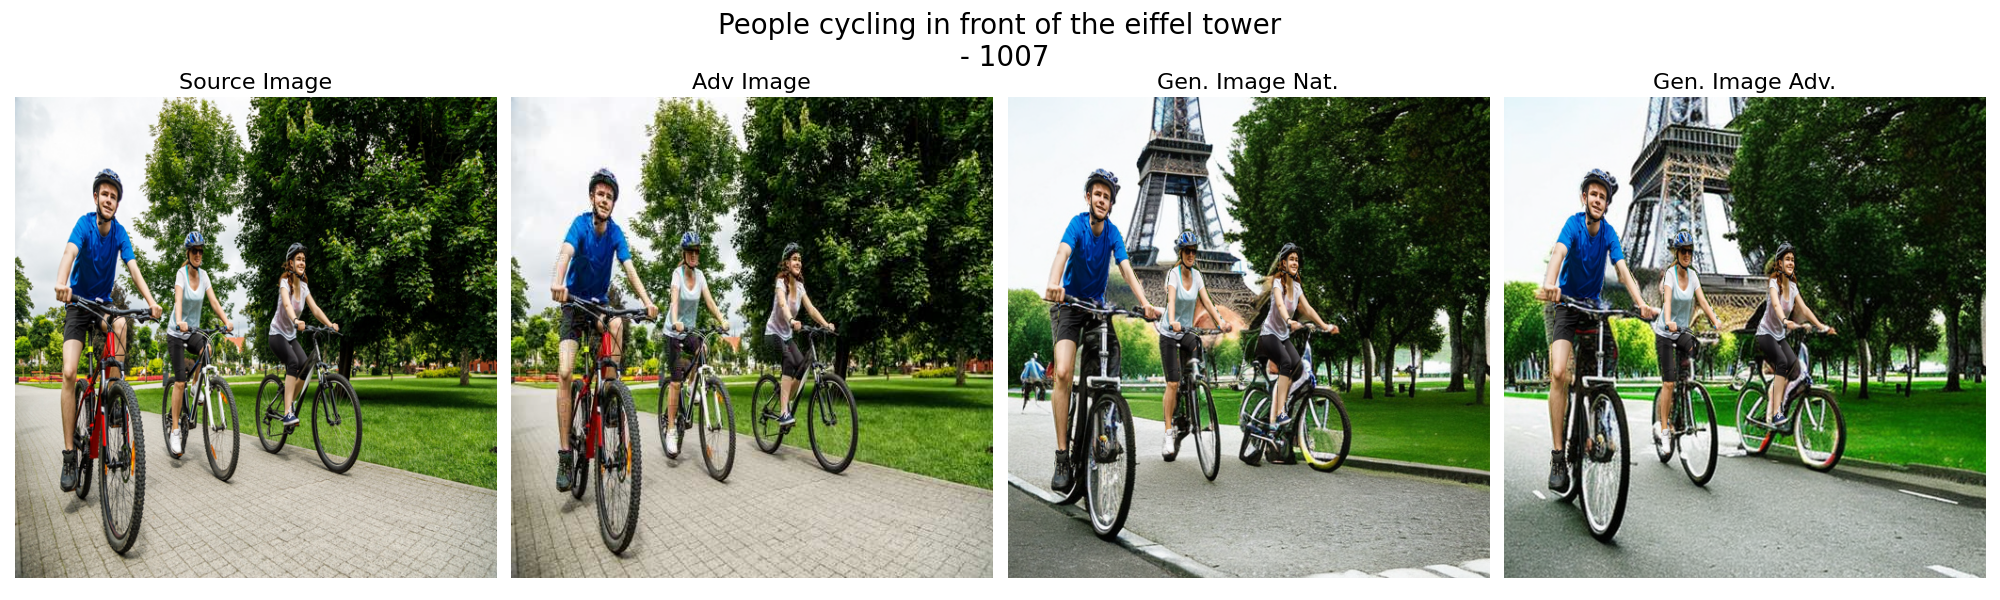 People cycling in front of the eiffel tower
- 1007
Source Image
Adv Image
Gen. Image Nat.
Gen. Image Adv.